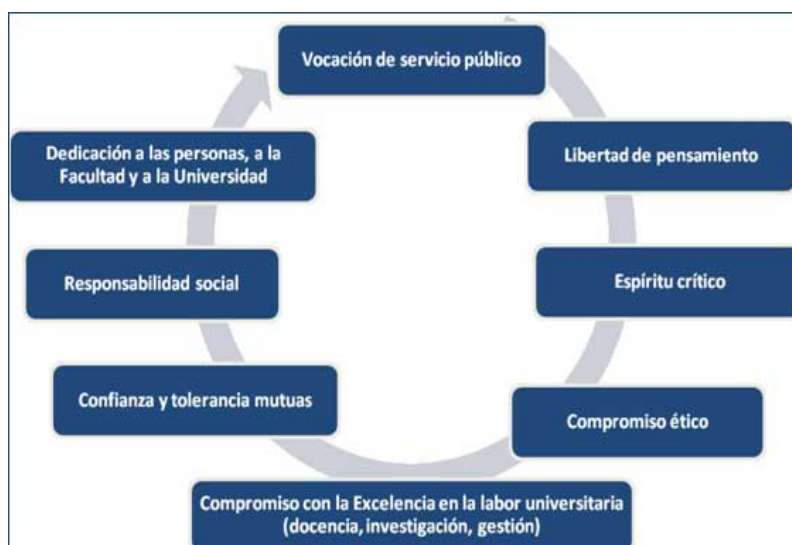 Vocación de servicio público
Libertad de pensamiento
Espíritu crítico
Compromiso ético
Compromiso con la Excelencia en la labor universitaria
(docencia, investigación, gestión)
Confianza y tolerancia mutuas
Responsabilidad social
Dedicación a las personas, a la
Facultad y a la Universidad